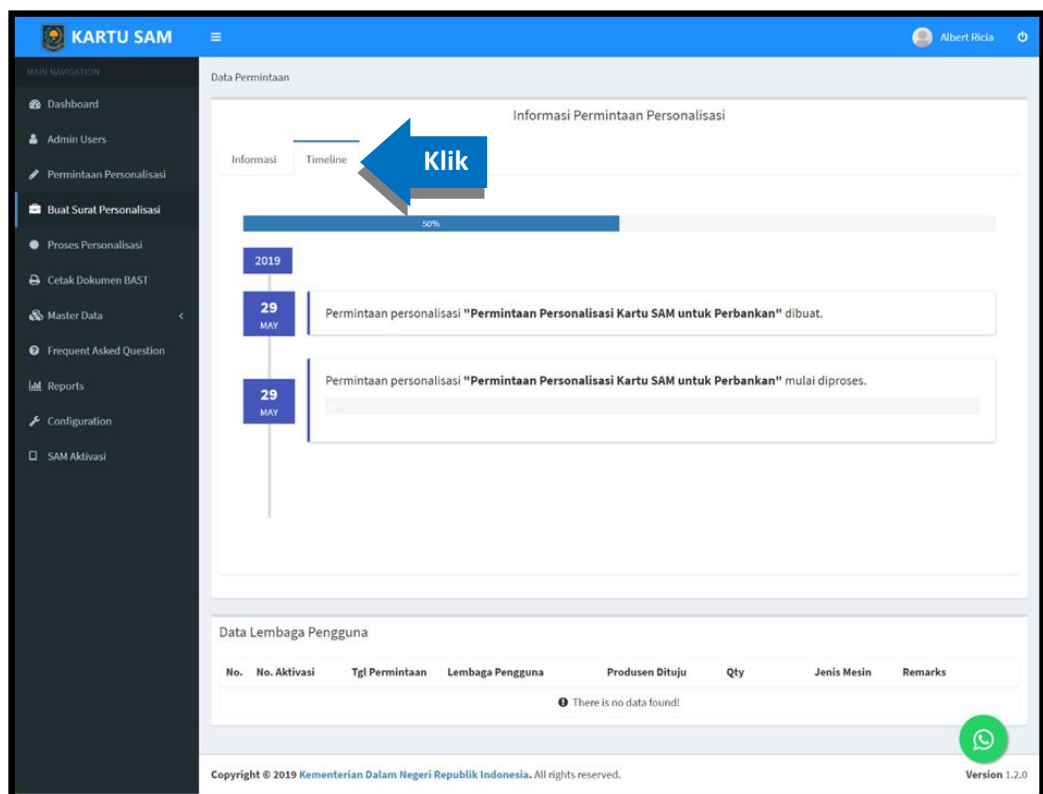 KARTU SAM
Albert Ricia
MAIN NAVIGATION
Dashboard
Admin Users
Permintaan Personalisasi
Buat Surat Personalisasi
Proses Personalisasi
Cetak Dokumen BAST
Master Data
Frequent Asked Question
Reports
Configuration
SAM Aktivasi
Data Permintaan
Informasi Permintaan Personalisasi
Informasi Timeline
Klik
50%
2019
29
MAY
Permintaan personalisasi "Permintaan Personalisasi Kartu SAM untuk Perbankan" dibuat.
29
MAY
Permintaan personalisasi "Permintaan Personalisasi Kartu SAM untuk Perbankan" mulai diproses.
Data Lembaga Pengguna
No. No. Aktivasi Tgl Permintaan Lembaga Pengguna Produsen Dituju Qty Jenis Mesin Remarks
There is no data found!
Copyright © 2019 Kementerian Dalam Negeri Republik Indonesia. All rights reserved. Version 1.2.0